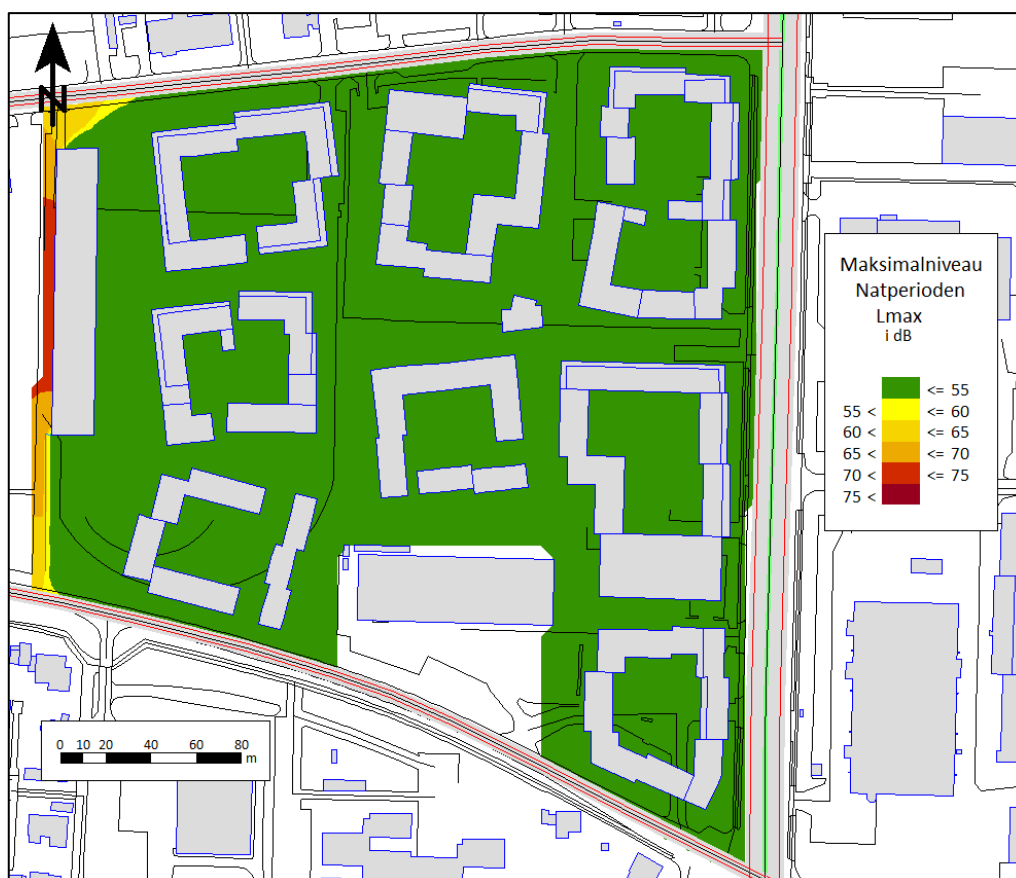 N
Maksimalniveau
Natperioden
Lmax
i dB
<= 55
55 < <= 60
60 < <= 65
65 < <= 70
70 < <= 75
75 <
0 10 20 40 60 80
m